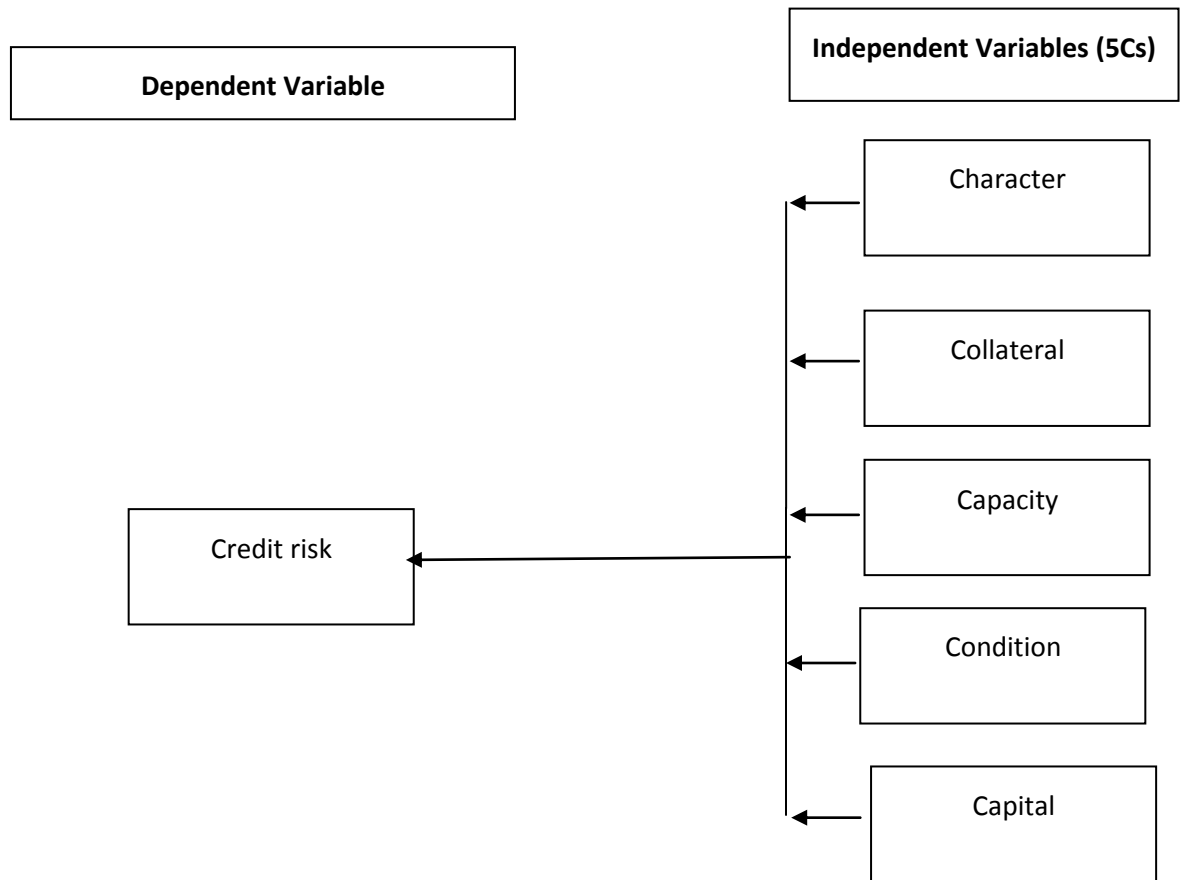 Independent Variables (5Cs)
Dependent Variable
Character
Collateral
Capacity
Credit risk
Condition
Capital